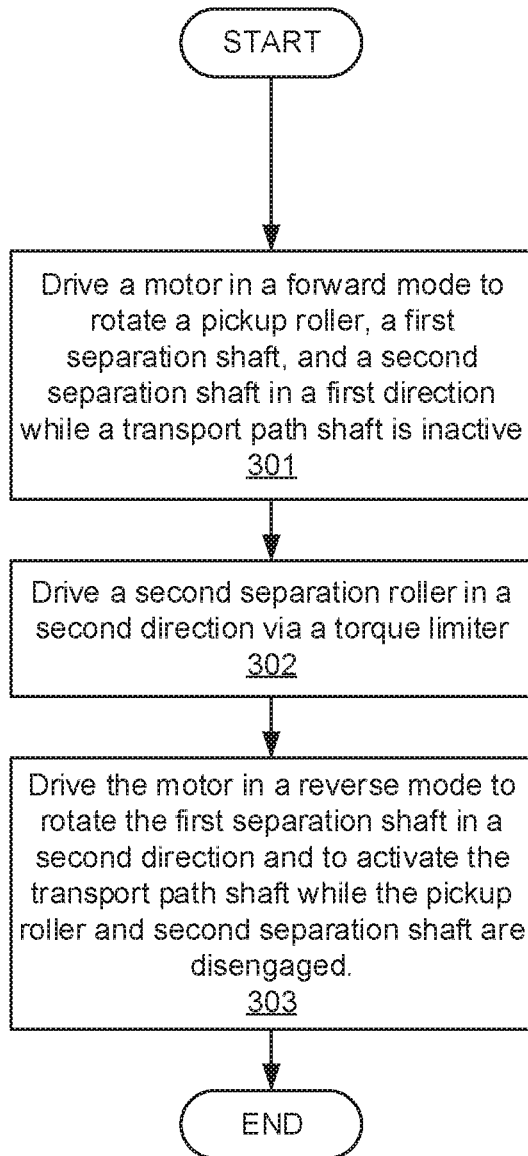 START
Drive a motor in a forward mode to
rotate a pickup roller, a first
separation shaft, and a second
separation shaft in a first direction
while a transport path shaft is inactive
301
Drive a second separation roller in a
second direction via a torque limiter
302
Drive the motor in a reverse mode to
rotate the first separation shaft in a
second direction and to activate the
transport path shaft while the pickup
roller and second separation shaft are
disengaged.
303
END